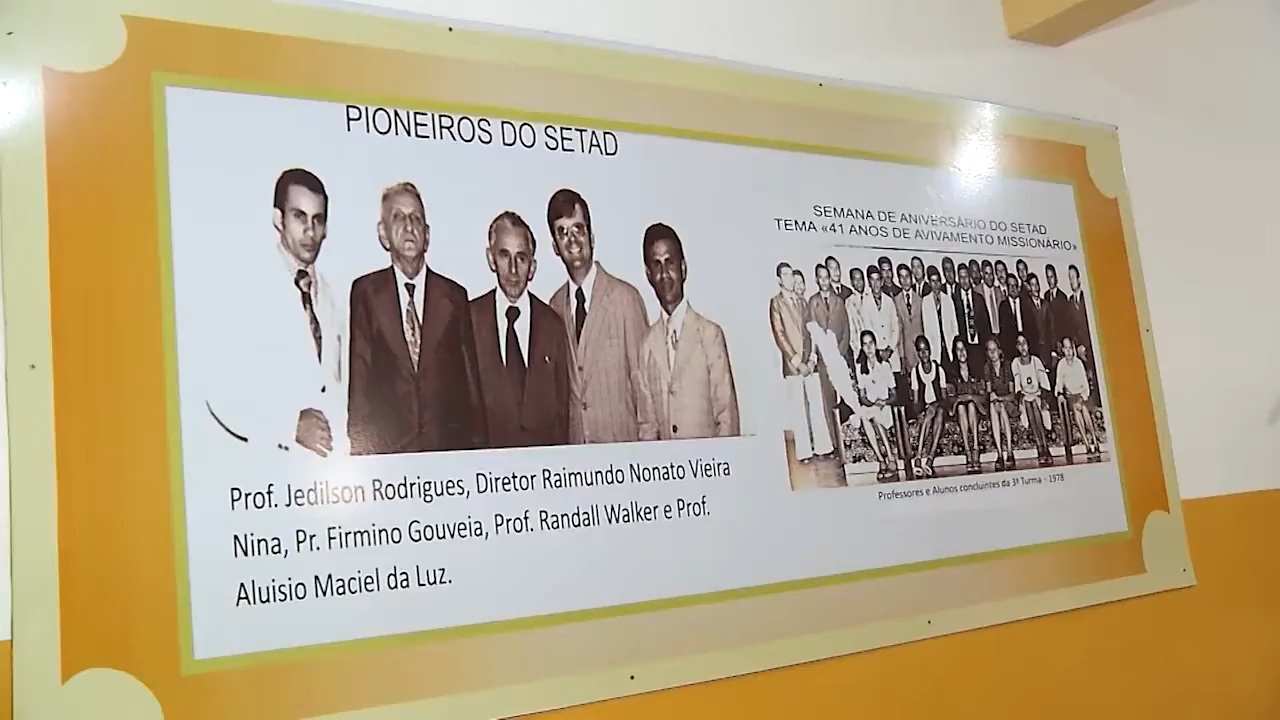 PIONEIROS DO SETAD
Prof. Jedilson Rodrigues, Diretor Raimundo Nonato Vieira
Nina, Pr. Firmino Gouveia, Prof. Randall Walker e Prof.
Aluisio Maciel da Luz.
SEMANA DE ANIVERSÁRIO DO SETAD
TEMA «41 ANOS DE AVIVAMENTO MISSIONÁRIO»
Professores e Alunos concluintes da 3ª Turma - 1978